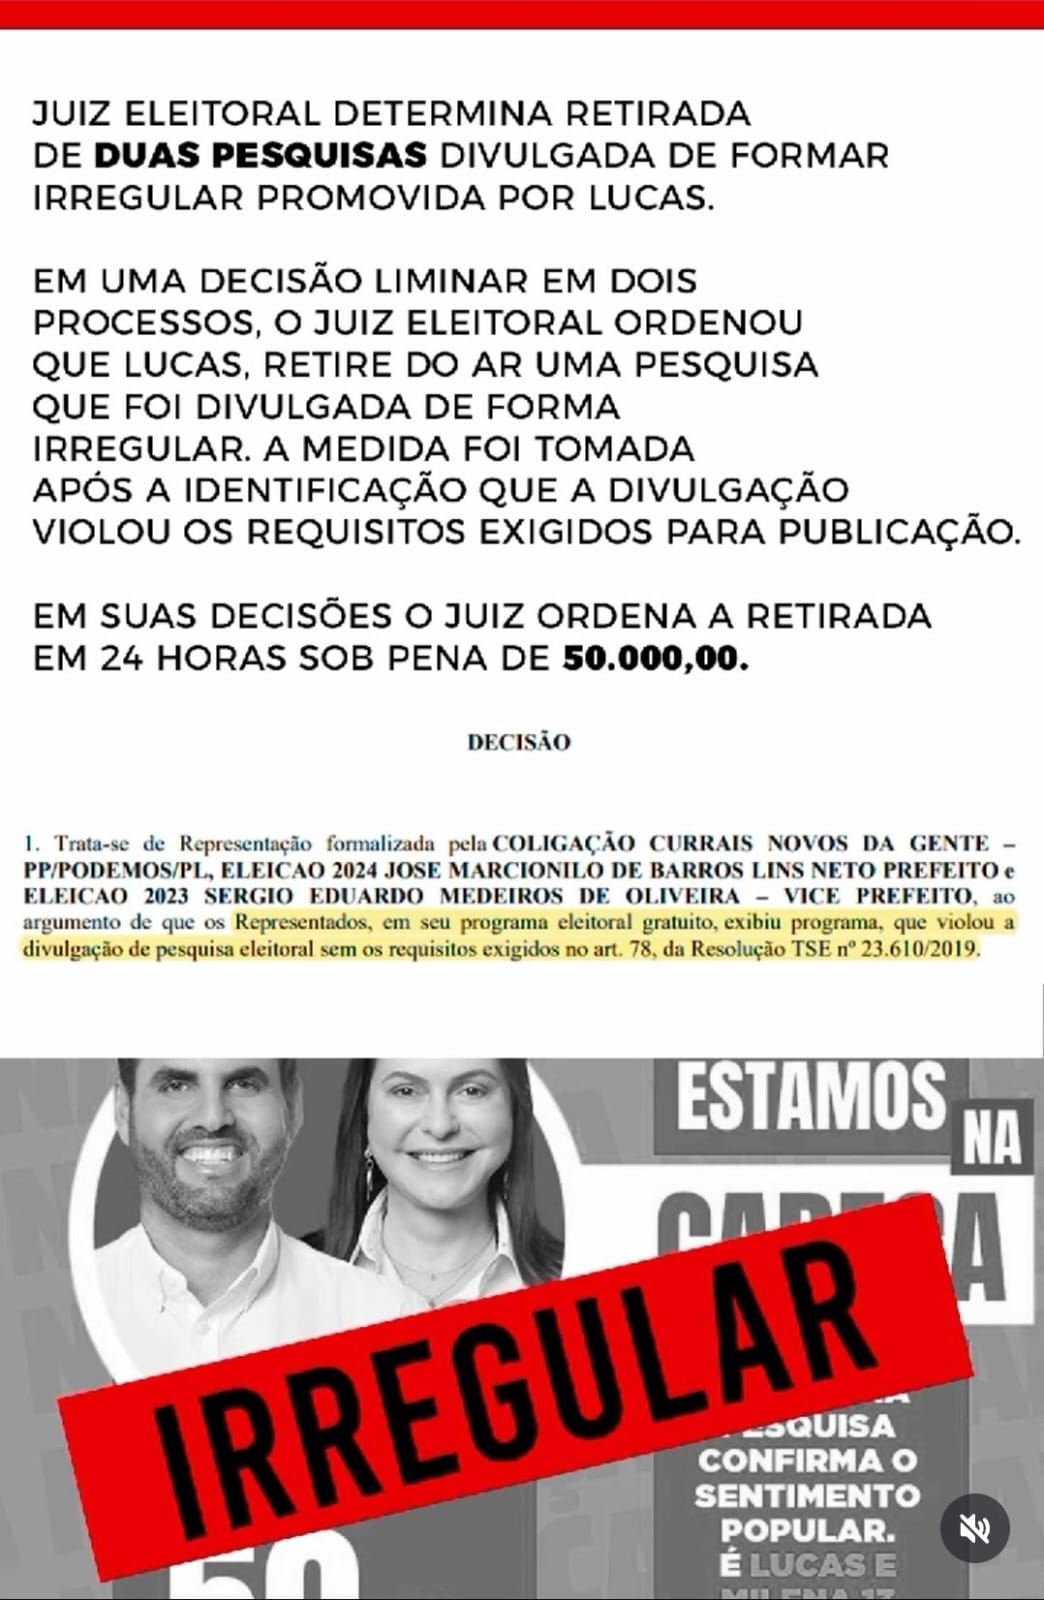 JUIZ ELEITORAL DETERMINA RETIRADA
DE DUAS PESQUISAS DIVULGADA DE FORMAR
IRREGULAR PROMOVIDA POR LUCAS.
EM UMA DECISÃO LIMINAR EM DOIS
PROCESSOS, O JUIZ ELEITORAL ORDENOU
QUE LUCAS, RETIRE DO AR UMA PESQUISA
QUE FOI DIVULGADA DE FORMA
IRREGULAR. A MEDIDA FOI TOMADA
APÓS A IDENTIFICAÇÃO QUE A DIVULGAÇÃO
VIOLOU OS REQUISITOS EXIGIDOS PARA PUBLICAÇÃO.
EM SUAS DECISÕES O JUIZ ORDENA A RETIRADA
EM 24 HORAS SOB PENA DE 50.000,00.
DECISÃO
1. Trata-se de Representação formalizada pela COLIGAÇÃO CURRAIS NOVOS DA GENTE –
PP/PODEMOS/PL, ELEICAO 2024 JOSE MARCIONILO DE BARROS LINS NETO PREFEITO e
ELEICAO 2023 SERGIO EDUARDO MEDEIROS DE OLIVEIRA – VICE PREFEITO, ao
argumento de que os Representados, em seu programa eleitoral gratuito, exibiu programa, que violou a
divulgação de pesquisa eleitoral sem os requisitos exigidos no art. 78, da Resolução TSE nº 23.610/2019.
ESTAMOS
NA
IRREGULAR
CONFIRMA O
SENTIMENTO
POPULAR.
É LUCAS E